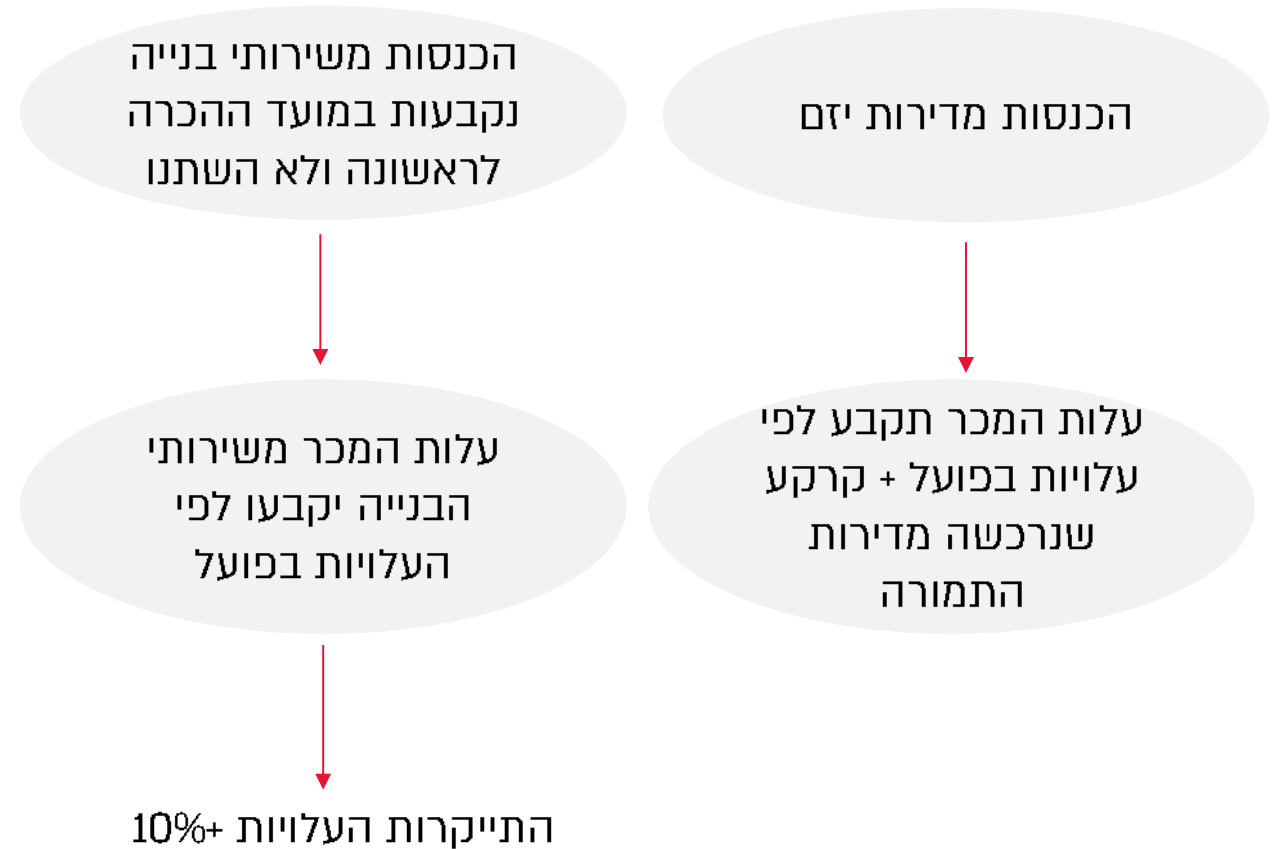 הכנסות מדירות יזם
עלות המכר תקבע לפי
עלויות בפועל + קרקע
שנרכשה מדירות
התמורה
הכנסות משירותי בנייה
נקבעות במועד ההכרה
לראשונה ולא השתנו
עלות המכר משירותי
הבנייה יקבעו לפי
העלויות בפועל
התייקרות העלויות +10%